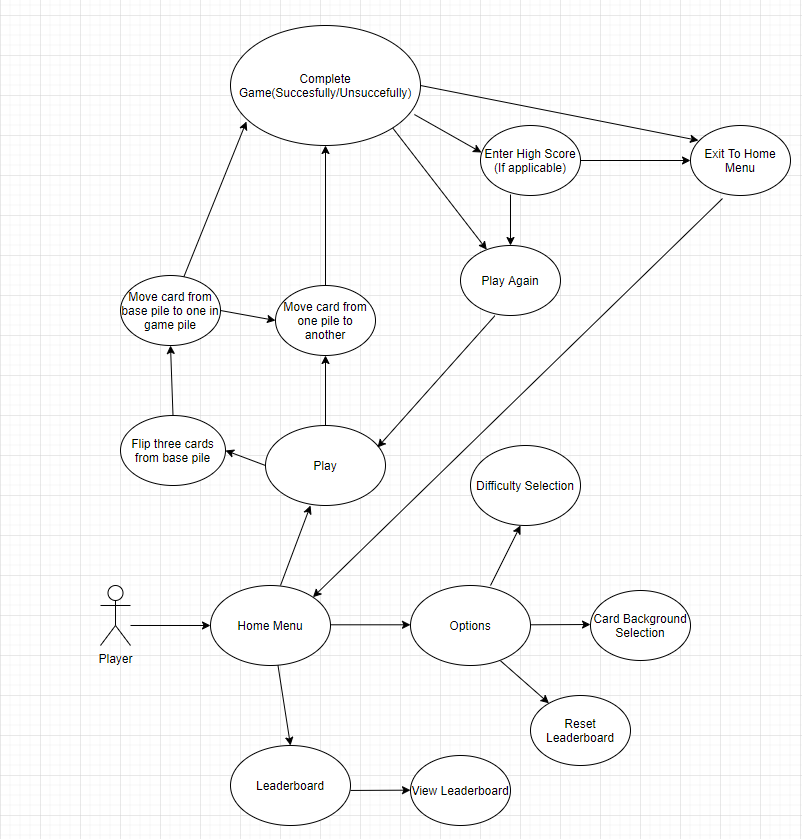 Complete
Game(Succesfully/Unsuccefully)
Enter High Score
(If applicable)
Exit To Home
Menu
Play Again
Move card from
base pile to one in
game pile
Move card from
one pile to
another
Flip three cards
from base pile
Play
Difficulty Selection
Home Menu
Options
Card Background
Selection
Player
Reset
Leaderboard
Leaderboard
View Leaderboard